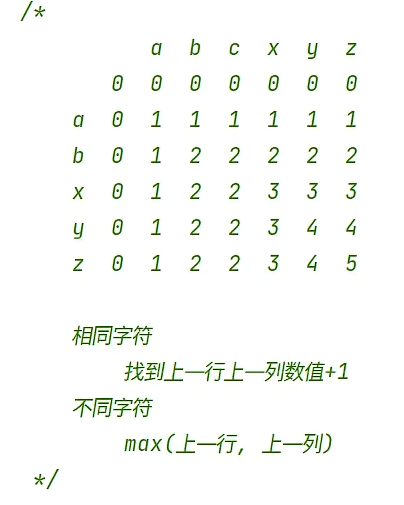 /*
a b c x y z
0 0 0 0 0 0 0
a 0 1 1 1 1 1 1
b 0 1 2 2 2 2 2
x 0 1 2 2 3 3 3
y 0 1 2 2 3 4 4
z 0 1 2 2 3 4 5
相同字符
找到上一行上一列数值+1
不同字符
max(上一行, 上一列)
*/